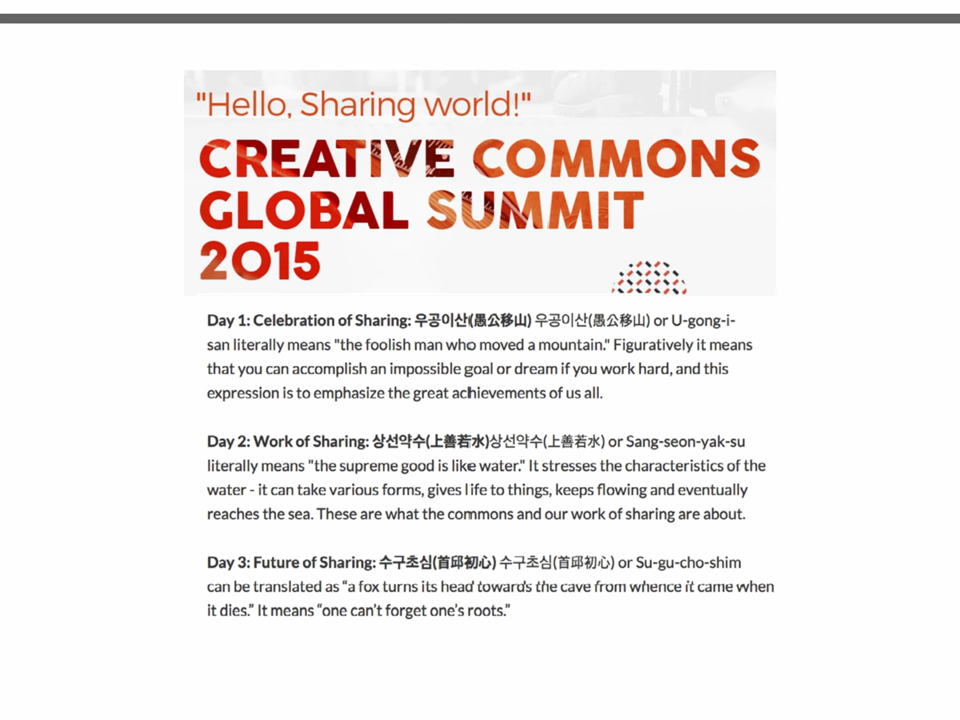 "Hello, Sharing world!"
CREATIVE COMMONS
GLOBAL SUMMIT
2015
Day 1: Celebration of Sharing: 우공이산(愚公移山) 우공이산(愚公移山) or U-gong-i-
san literally means "the foolish man who moved a mountain." Figuratively it means
that you can accomplish an impossible goal or dream if you work hard, and this
expression is to emphasize the great achievements of us all.
Day 2: Work of Sharing: 상선약수(上善若水)상선약수(上善若水) or Sang-seon-yak-su
literally means "the supreme good is like water." It stresses the characteristics of the
water - it can take various forms, gives life to things, keeps flowing and eventually
reaches the sea. These are what the commons and our work of sharing are about.
Day 3: Future of Sharing: 수구초심(首邱初心) 수구초심(首邱初心) or Su-gu-cho-shim
can be translated as “a fox turns its head towards the cave from whence it came when
it dies.” It means “one can’t forget one’s roots.”